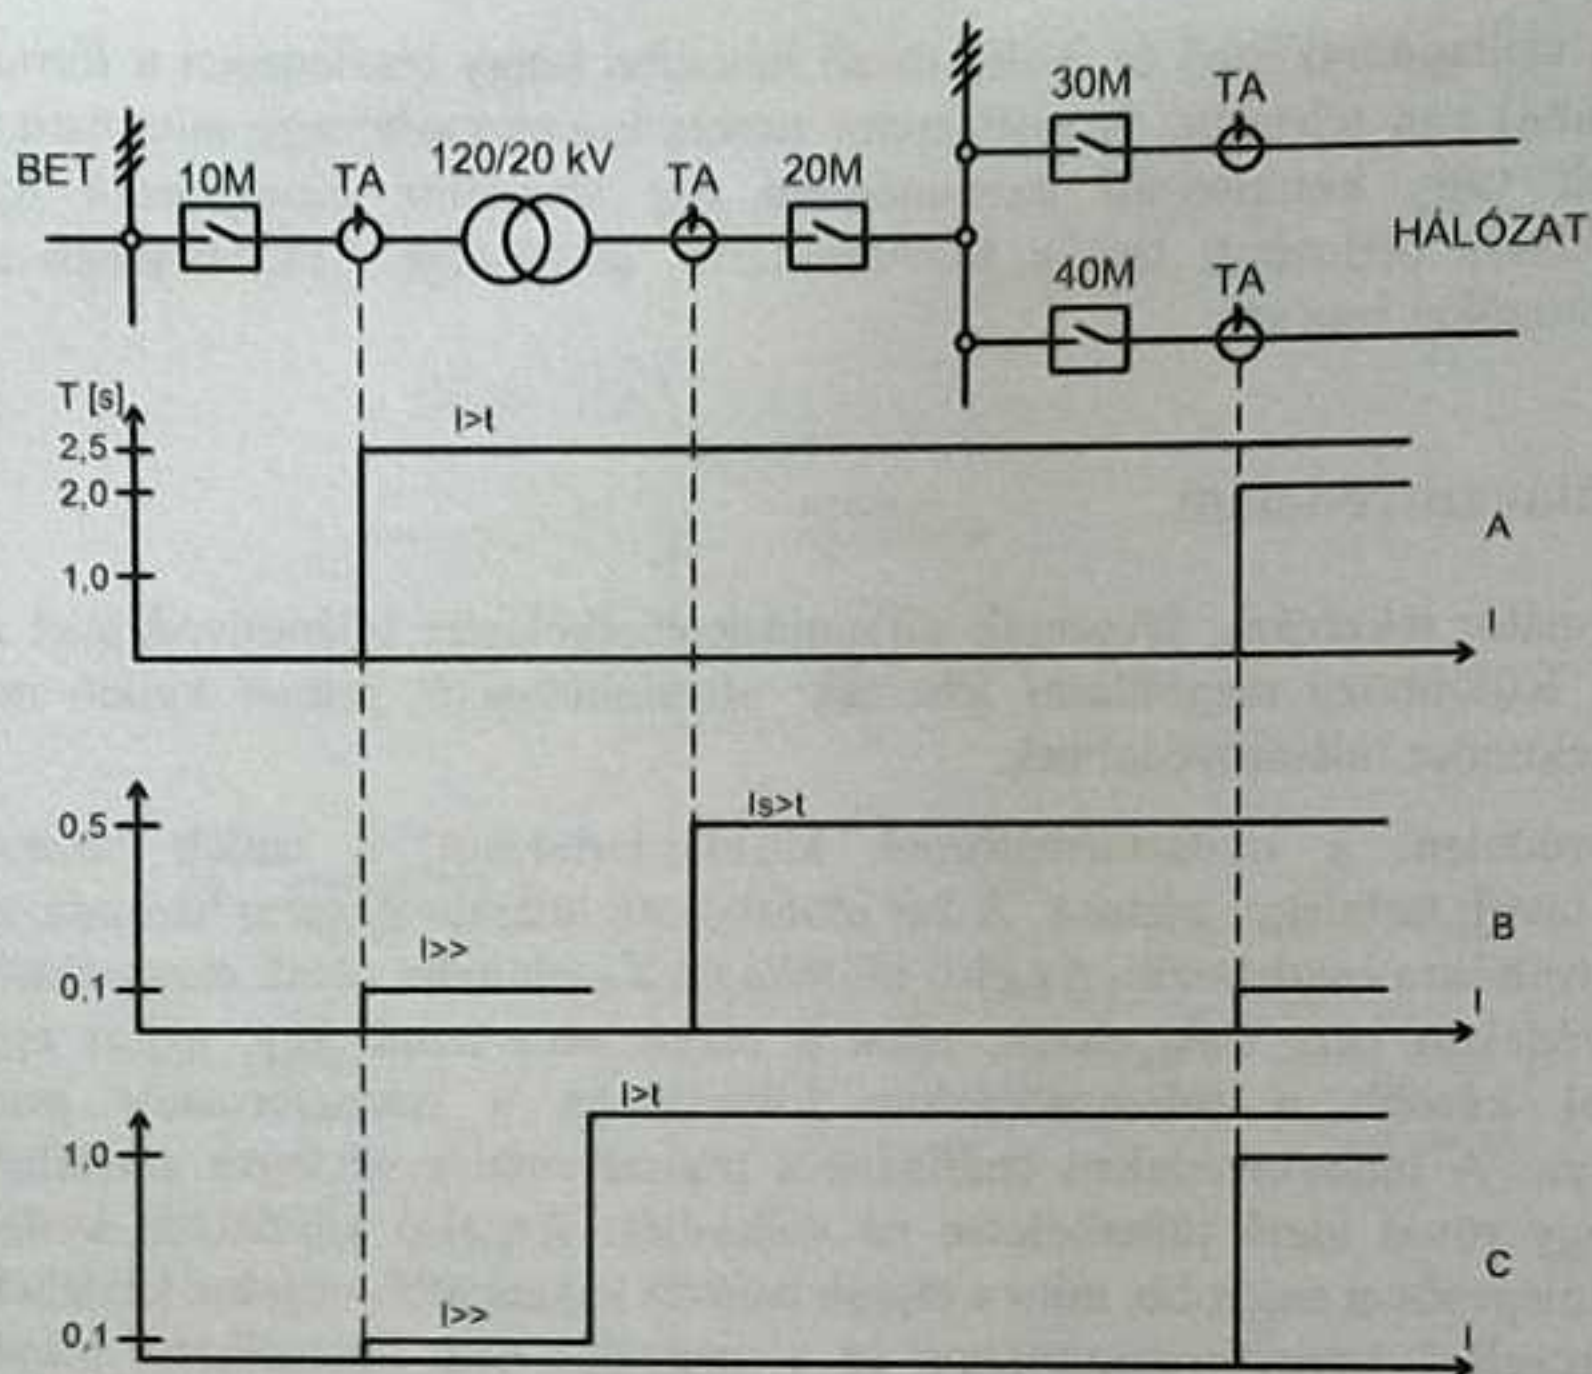 30M TA
BET 10M TA 120/20 kV TA 20M
HÁLÓZAT
40M TA
T [s]
I>t
2,5
2,0
A
1,0
I
Is>t
0,5
I>>
B
0,1
I
I>t
1,0
C
I>>
0,1
I